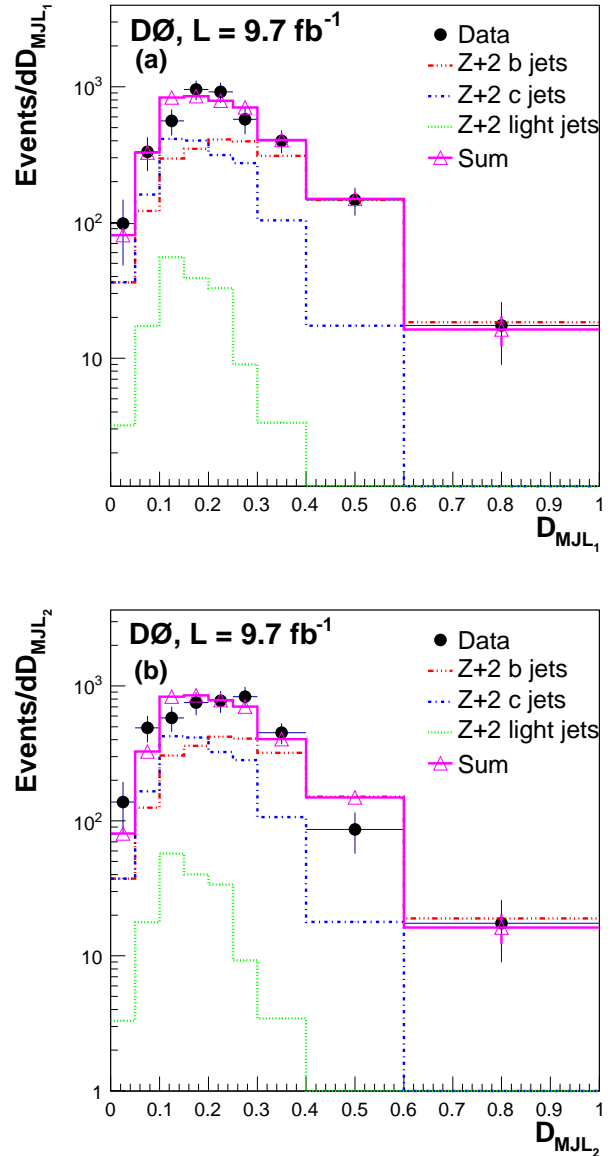 DØ, L = 9.7 fb⁻¹
(a)
Data
Z+2 b jets
Z+2 c jets
Z+2 light jets
Sum
Events/dD_MJL₁
10³
10²
10
0 0.1 0.2 0.3 0.4 0.5 0.6 0.7 0.8 0.9 1
D_MJL₁
DØ, L = 9.7 fb⁻¹
(b)
Data
Z+2 b jets
Z+2 c jets
Z+2 light jets
Sum
Events/dD_MJL₂
10³
10²
10
1
0 0.1 0.2 0.3 0.4 0.5 0.6 0.7 0.8 0.9 1
D_MJL₂